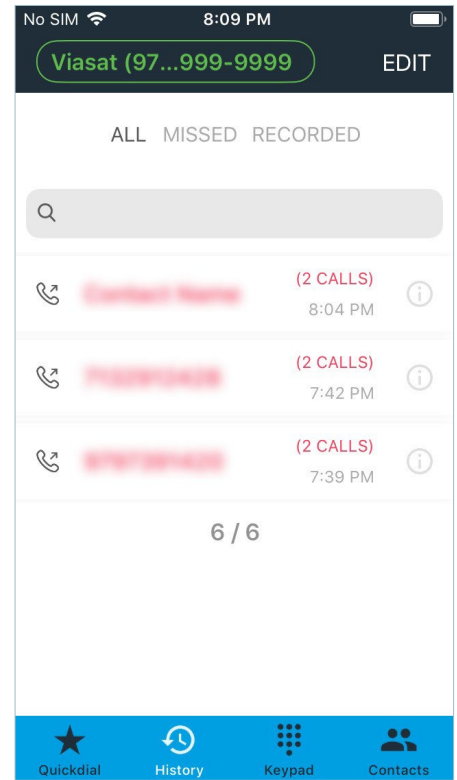 No SIM 8:09 PM
Viasat (97...999-9999 EDIT
ALL MISSED RECORDED
(2 CALLS)
8:04 PM
(2 CALLS)
7:42 PM
(2 CALLS)
7:39 PM
6 / 6
Quickdial History Keypad Contacts